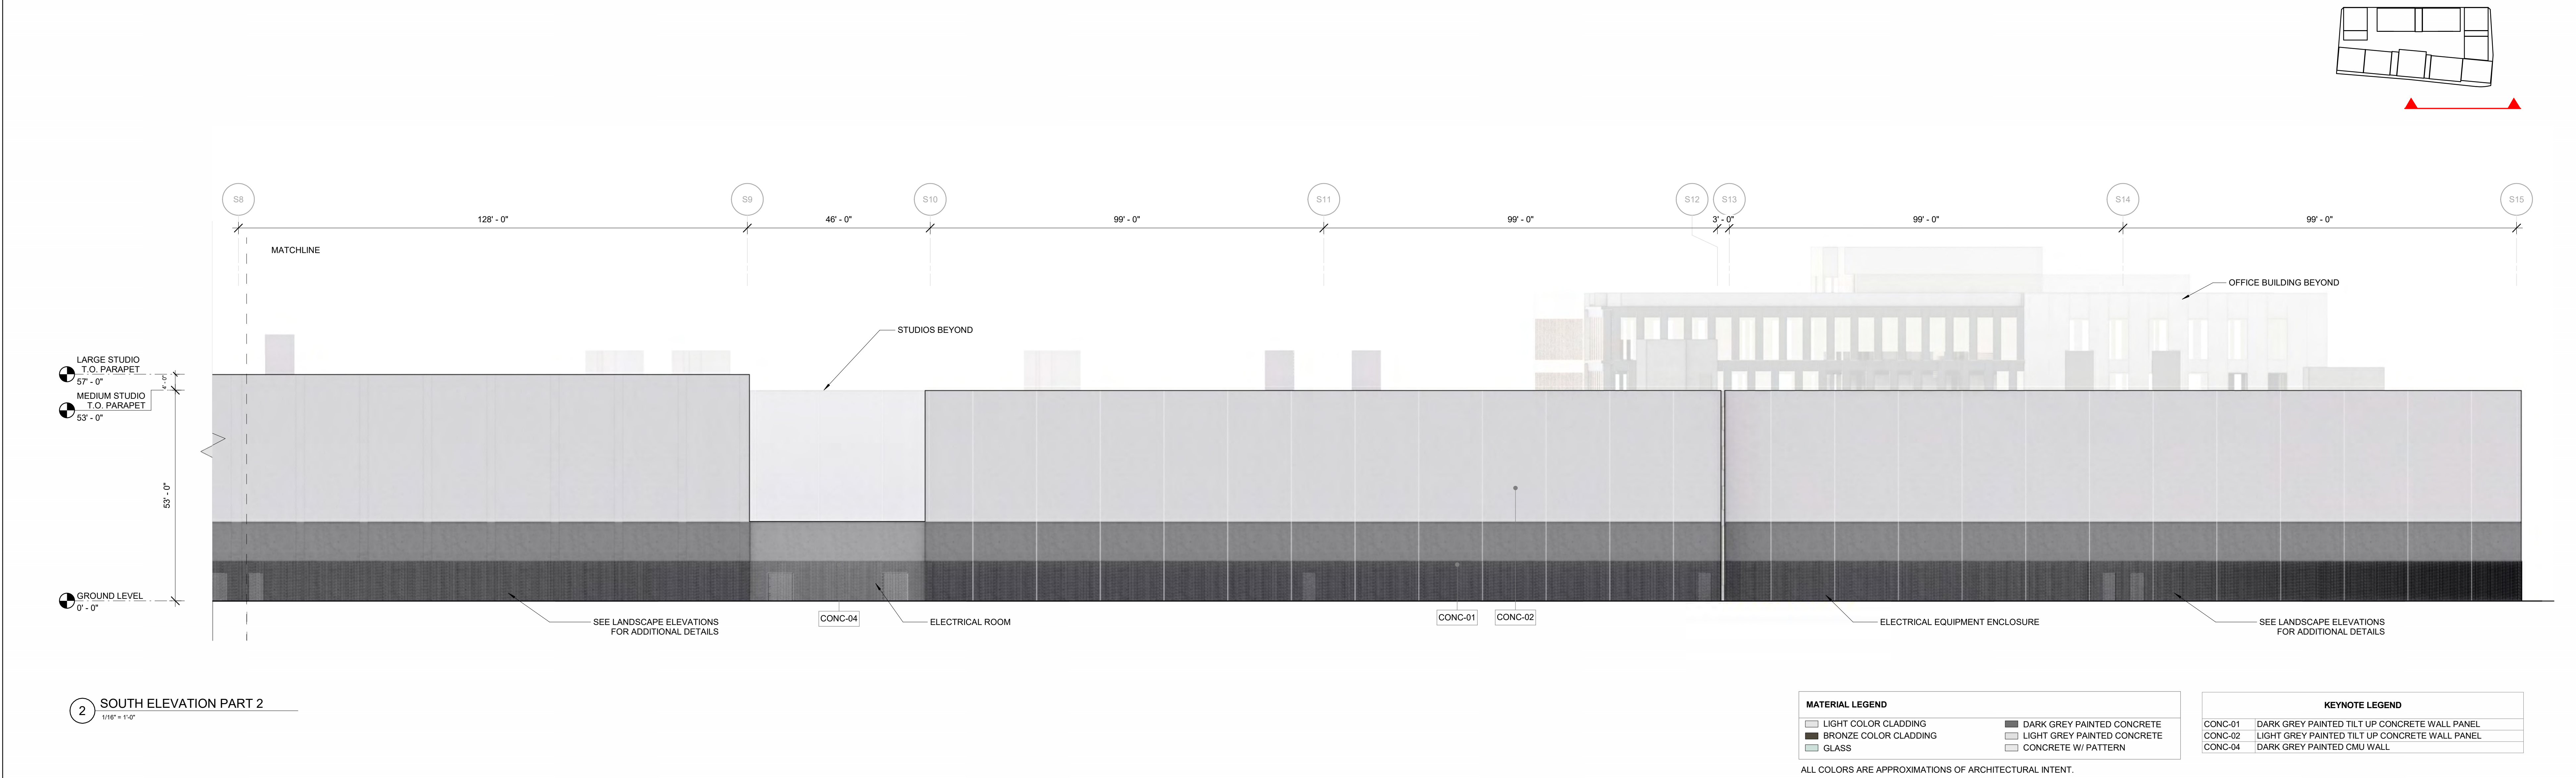 S8
S9
S10
S11
S12
S13
S14
S15
128' - 0"
46' - 0"
99' - 0"
99' - 0"
3' - 0"
99' - 0"
99' - 0"
MATCHLINE
OFFICE BUILDING BEYOND
STUDIOS BEYOND
LARGE STUDIO
T.O. PARAPET
57' - 0"
4' - 0"
MEDIUM STUDIO
T.O. PARAPET
53' - 0"
53' - 0"
GROUND LEVEL
0' - 0"
SEE LANDSCAPE ELEVATIONS
FOR ADDITIONAL DETAILS
CONC-04
ELECTRICAL ROOM
CONC-01
CONC-02
ELECTRICAL EQUIPMENT ENCLOSURE
SEE LANDSCAPE ELEVATIONS
FOR ADDITIONAL DETAILS
2
SOUTH ELEVATION PART 2
1/16" = 1'-0"
MATERIAL LEGEND
LIGHT COLOR CLADDING
BRONZE COLOR CLADDING
GLASS
DARK GREY PAINTED CONCRETE
LIGHT GREY PAINTED CONCRETE
CONCRETE W/ PATTERN
ALL COLORS ARE APPROXIMATIONS OF ARCHITECTURAL INTENT.
KEYNOTE LEGEND
CONC-01 DARK GREY PAINTED TILT UP CONCRETE WALL PANEL
CONC-02 LIGHT GREY PAINTED TILT UP CONCRETE WALL PANEL
CONC-04 DARK GREY PAINTED CMU WALL